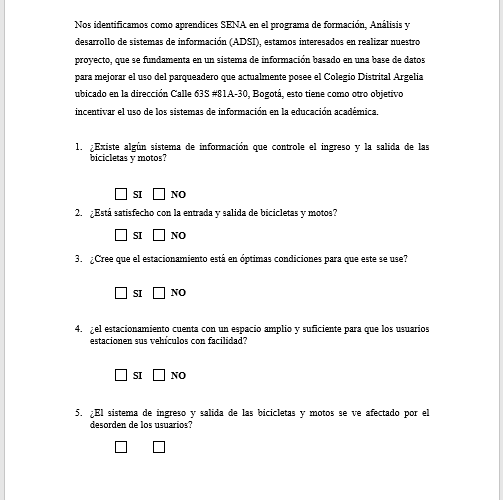 Nos identificamos como aprendices SENA en el programa de formación, Análisis y
desarrollo de sistemas de información (ADSI), estamos interesados en realizar nuestro
proyecto, que se fundamenta en un sistema de información basado en una base de datos
para mejorar el uso del parqueadero que actualmente posee el Colegio Distrital Argelia
ubicado en la dirección Calle 63S #81A-30, Bogotá, esto tiene como otro objetivo
incentivar el uso de los sistemas de información en la educación académica.
1. ¿Existe algún sistema de información que controle el ingreso y la salida de las
bicicletas y motos?
SI NO
2. ¿Está satisfecho con la entrada y salida de bicicletas y motos?
SI NO
3. ¿Cree que el estacionamiento está en óptimas condiciones para que este se use?
SI NO
4. ¿el estacionamiento cuenta con un espacio amplio y suficiente para que los usuarios
estacionen sus vehículos con facilidad?
SI NO
5. ¿El sistema de ingreso y salida de las bicicletas y motos se ve afectado por el
desorden de los usuarios?